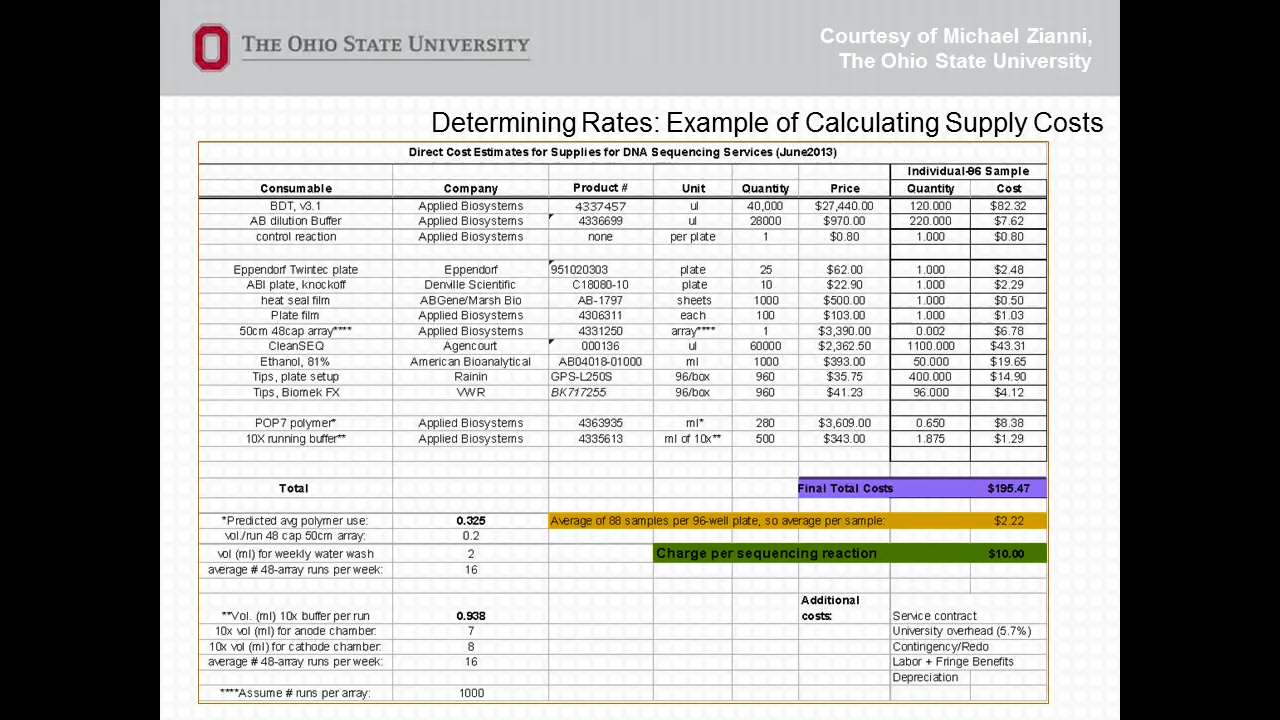 THE OHIO STATE UNIVERSITY
Courtesy of Michael Zianni,
The Ohio State University
Determining Rates: Example of Calculating Supply Costs
Direct Cost Estimates for Supplies for DNA Sequencing Services (June2013)
Individual-96 Sample
Consumable Company Product # Unit Quantity Price Quantity Cost
BDT, v3.1 Applied Biosystems 4337457 ul 40,000 $27,440.00 120.000 $82.32
AB dilution Buffer Applied Biosystems 4336699 ul 28000 $970.00 220.000 $7.62
control reaction Applied Biosystems none per plate 1 $0.80 1.000 $0.80
Eppendorf Twintec plate Eppendorf 951020303 plate 25 $62.00 1.000 $2.48
ABI plate, knockoff Denville Scientific C18080-10 plate 10 $22.90 1.000 $2.29
heat seal film ABGene/Marsh Bio AB-1797 sheets 1000 $500.00 1.000 $0.50
Plate film Applied Biosystems 4306311 each 100 $103.00 1.000 $1.03
50cm 48cap array**** Applied Biosystems 4331250 array**** 1 $3,390.00 0.002 $6.78
CleanSEQ Agencourt 000136 ul 60000 $2,362.50 1100.000 $43.31
Ethanol, 81% American Bioanalytical AB04018-01000 ml 1000 $393.00 50.000 $19.65
Tips, plate setup Rainin GPS-L250S 96/box 960 $35.75 400.000 $14.90
Tips, Biomek FX VWR BK717255 96/box 960 $41.23 96.000 $4.12
POP7 polymer* Applied Biosystems 4363935 ml* 280 $3,609.00 0.650 $8.38
10X running buffer** Applied Biosystems 4335613 ml of 10x** 500 $343.00 1.875 $1.29
Total Final Total Costs $195.47
*Predicted avg polymer use: 0.325 Average of 88 samples per 96-well plate, so average per sample: $2.22
vol./run 48 cap 50cm array: 0.2
vol (ml) for weekly water wash 2 Charge per sequencing reaction $10.00
average # 48-array runs per week: 16
Additional
**Vol. (ml) 10x buffer per run 0.938 costs: Service contract
10x vol (ml) for anode chamber: 7 University overhead (5.7%)
10x vol (ml) for cathode chamber: 8 Contingency/Redo
average # 48-array runs per week: 16 Labor + Fringe Benefits
Depreciation
****Assume # runs per array: 1000